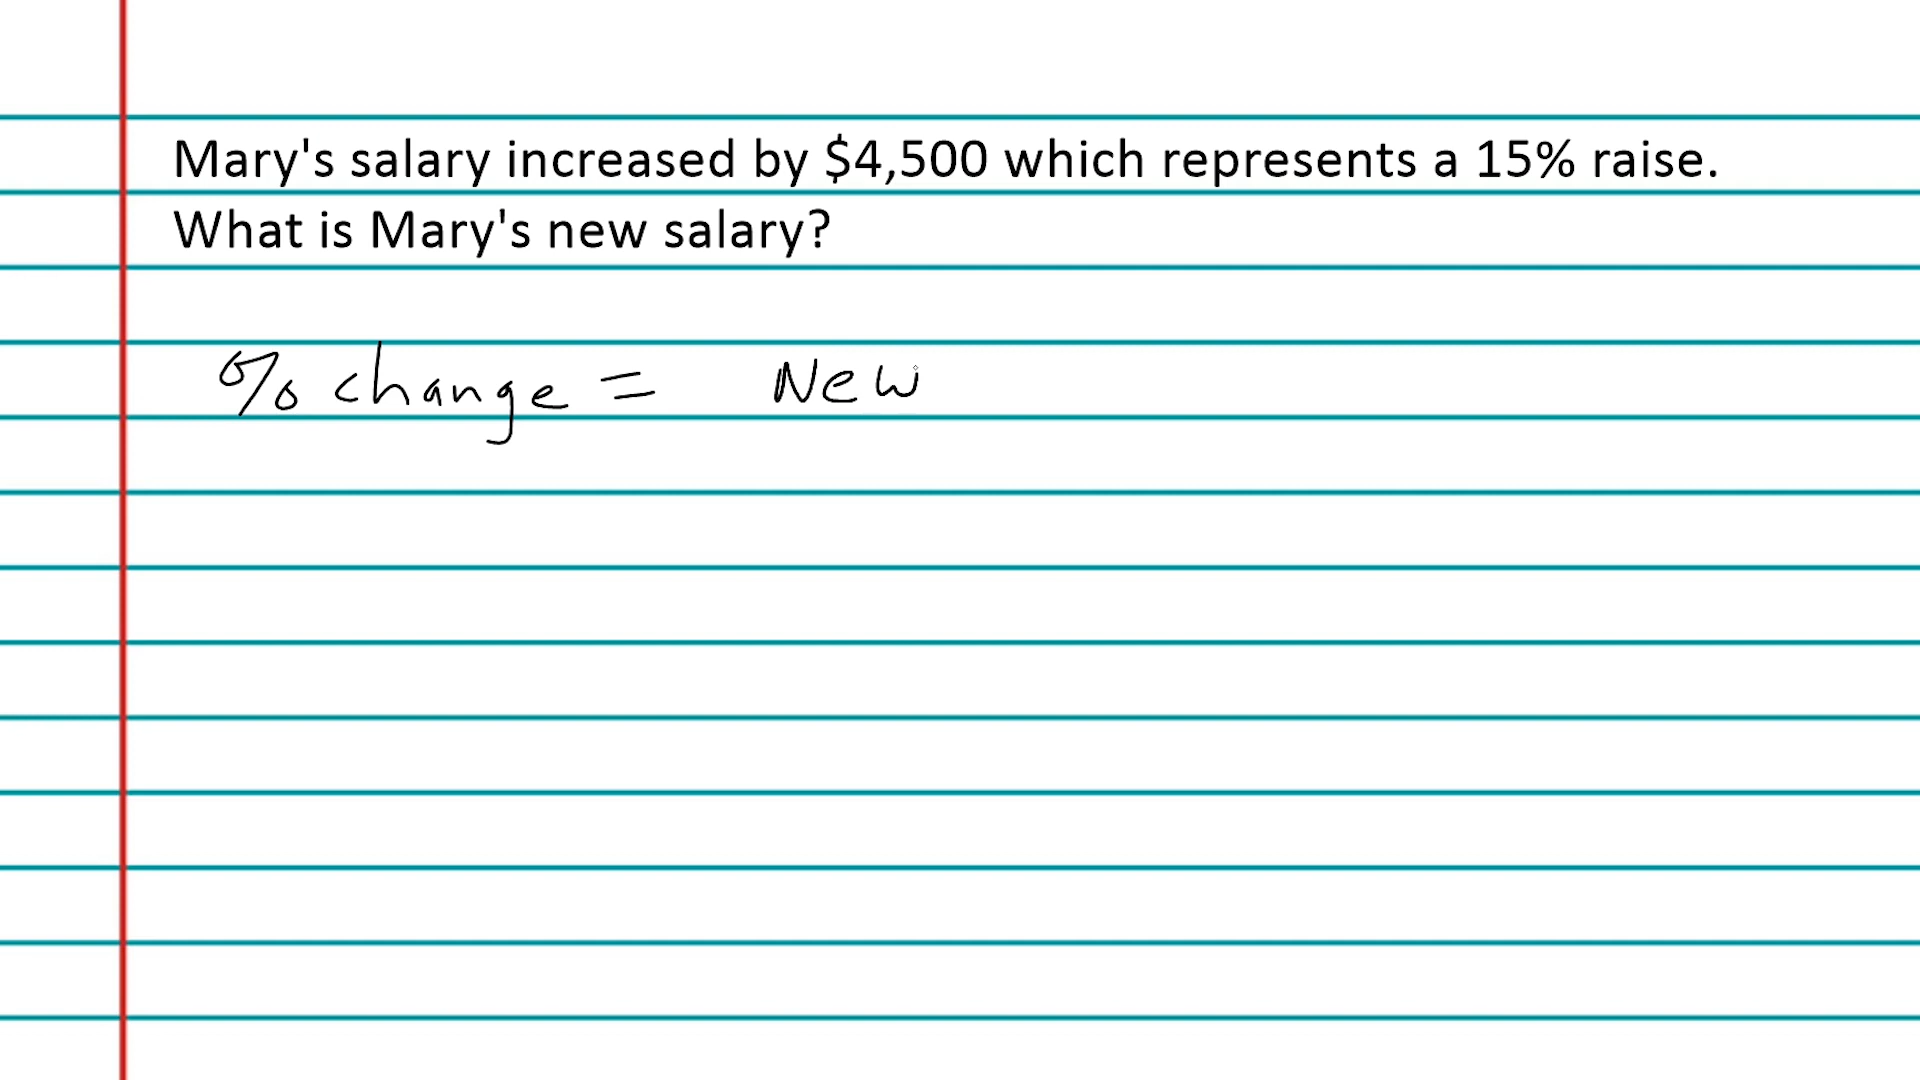 Mary's salary increased by $4,500 which represents a 15% raise.
What is Mary's new salary?
% change = New